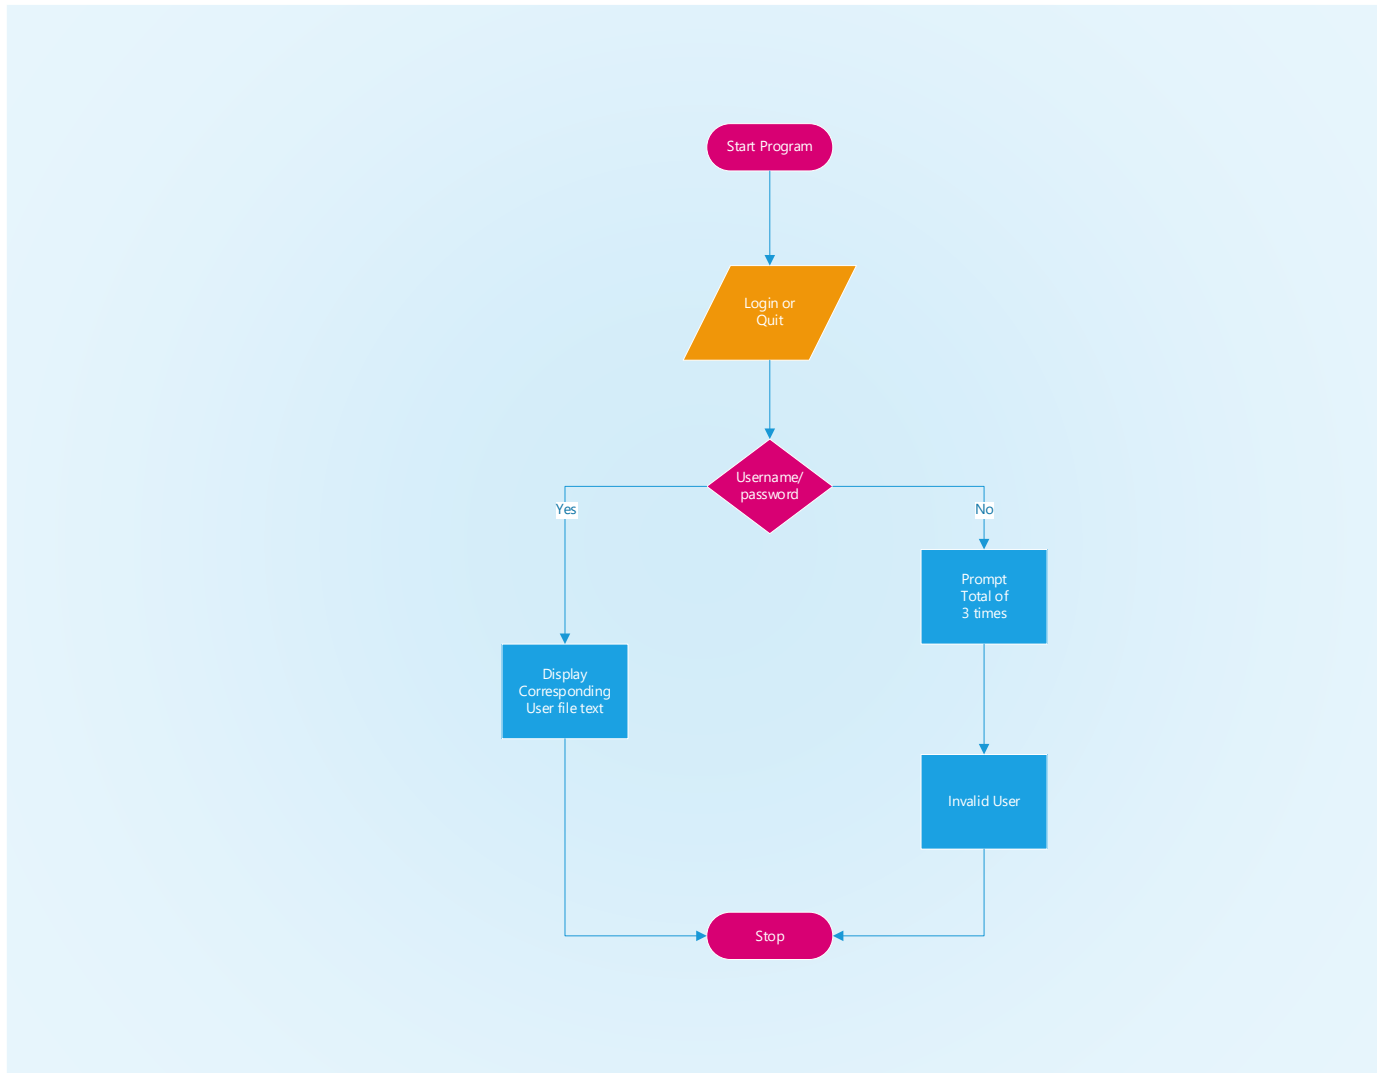 Start Program
Login or
Quit
Username/
password
Yes
No
Prompt
Total of
3 times
Display
Corresponding
User file text
Invalid User
Stop